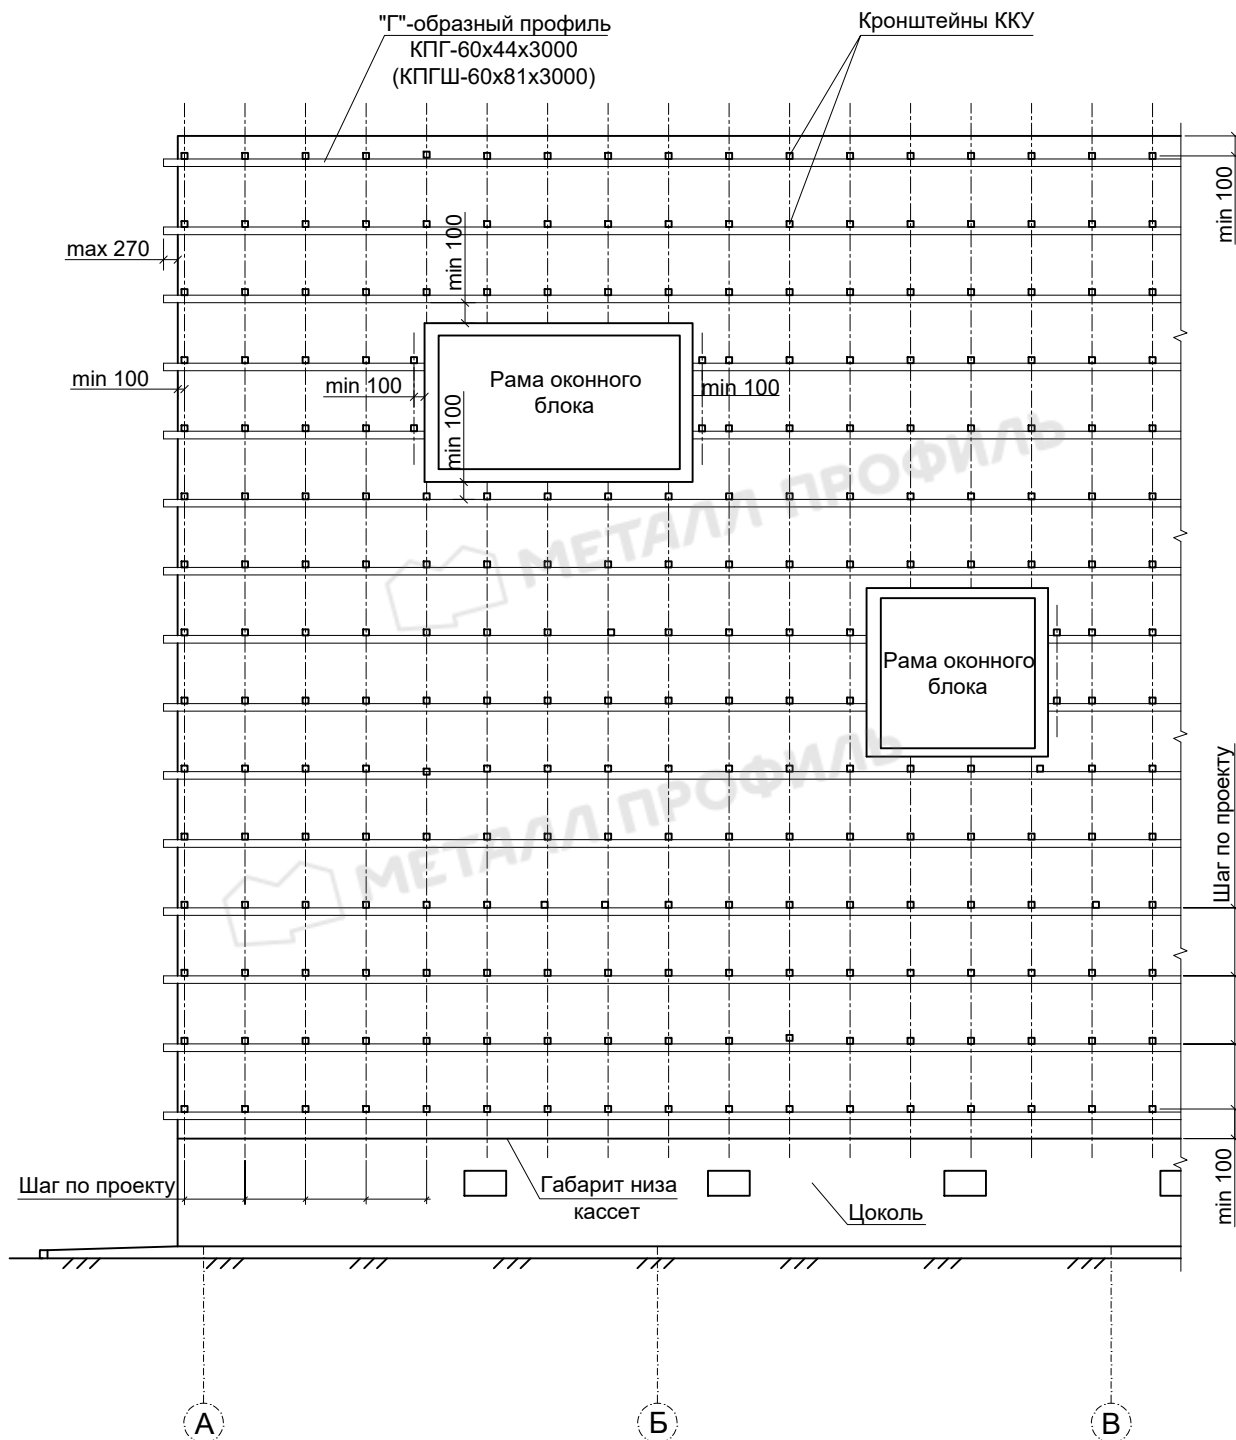 "Г"-образный профиль
КПГ-60х44х3000
(КПГШ-60х81х3000)
Кронштейны ККУ
min 100
max 270
min 100
min 100
min 100
min 100
min 100
Рама оконного
блока
МЕТАЛЛ ПРОФИЛЬ
Рама оконного
блока
МЕТАЛЛ ПРОФИЛЬ
Шаг по проекту
Шаг по проекту
Габарит низа
кассет
Цоколь
min 100
А
Б
В